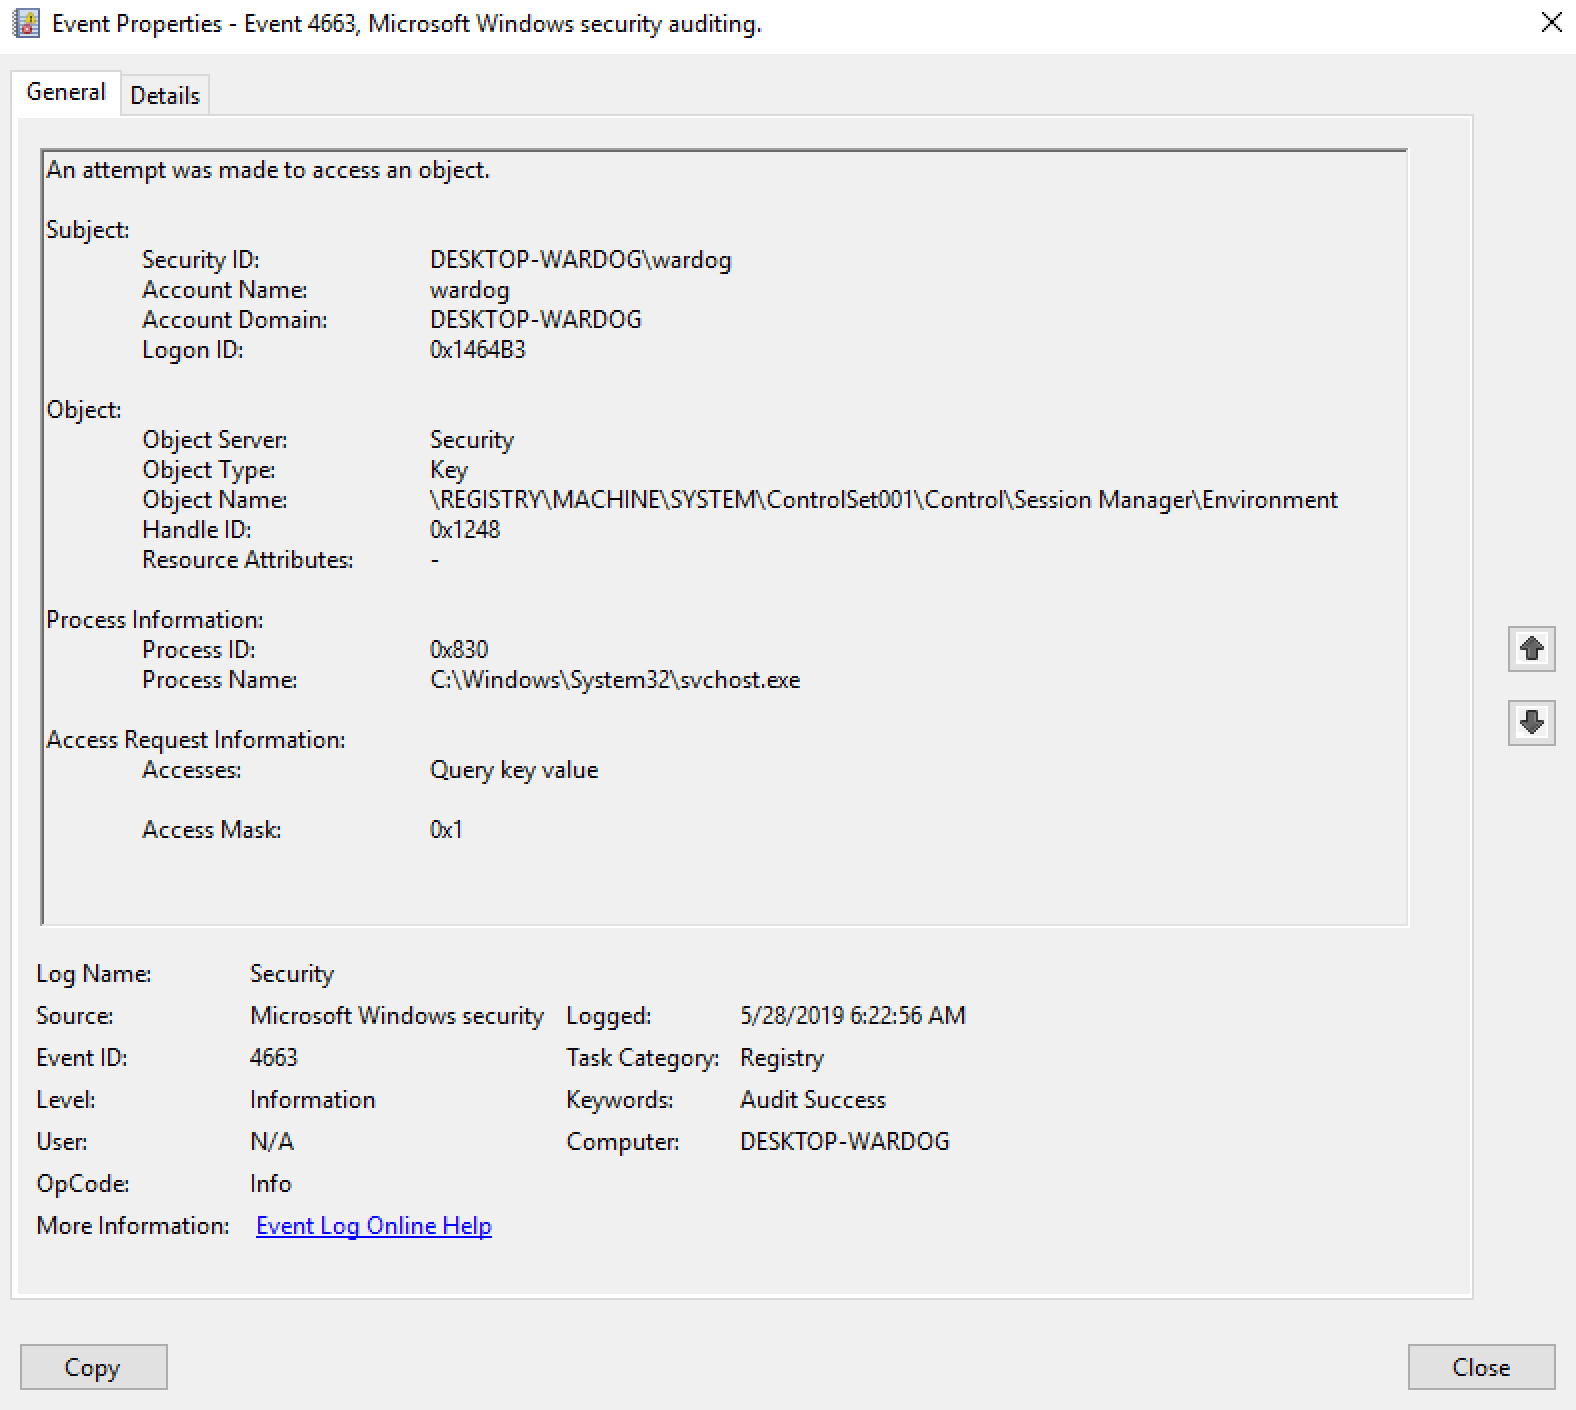 Event Properties - Event 4663, Microsoft Windows security auditing.
General Details
An attempt was made to access an object.
Subject:
Security ID: DESKTOP-WARDOG\wardog
Account Name: wardog
Account Domain: DESKTOP-WARDOG
Logon ID: 0x1464B3
Object:
Object Server: Security
Object Type: Key
Object Name: \REGISTRY\MACHINE\SYSTEM\ControlSet001\Control\Session Manager\Environment
Handle ID: 0x1248
Resource Attributes: -
Process Information:
Process ID: 0x830
Process Name: C:\Windows\System32\svchost.exe
Access Request Information:
Accesses: Query key value
Access Mask: 0x1
Log Name: Security
Source: Microsoft Windows security Logged: 5/28/2019 6:22:56 AM
Event ID: 4663 Task Category: Registry
Level: Information Keywords: Audit Success
User: N/A Computer: DESKTOP-WARDOG
OpCode: Info
More Information: Event Log Online Help
Copy Close